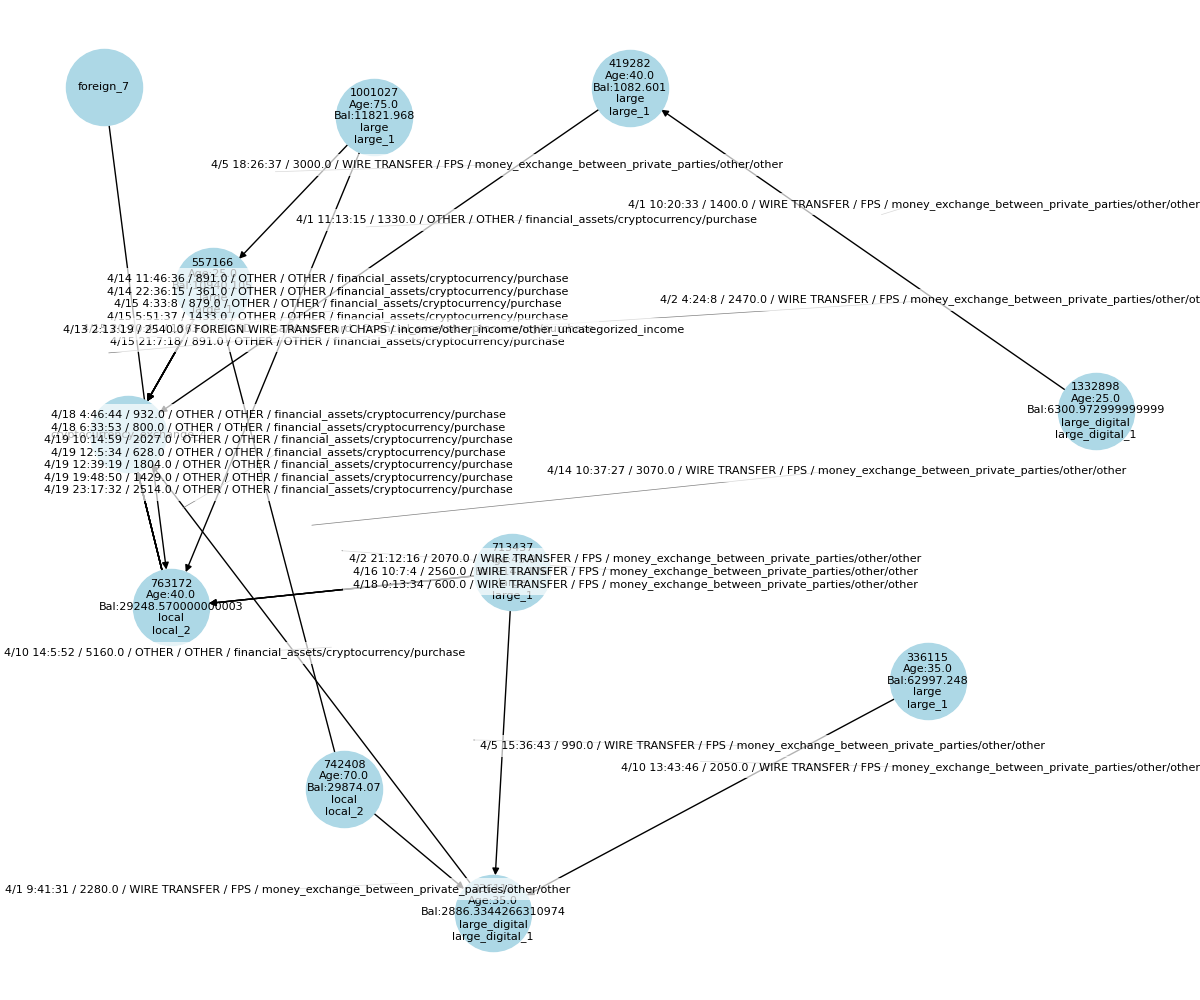 foreign_7
419282
Age:40.0
Bal:1082.601
large
large_1
1001027
Age:75.0
Bal:11821.968
large
large_1
4/5 18:26:37 / 3000.0 / WIRE TRANSFER / FPS / money_exchange_between_private_parties/other/other
4/1 10:20:33 / 1400.0 / WIRE TRANSFER / FPS / money_exchange_between_private_parties/other/other
4/1 11:13:15 / 1330.0 / OTHER / OTHER / financial_assets/cryptocurrency/purchase
557166
Age:25.0
4/14 11:46:36 / 891.0 / OTHER / OTHER / financial_assets/cryptocurrency/purchase
4/14 22:36:15 / 361.0 / OTHER / OTHER / financial_assets/cryptocurrency/purchase
4/15 4:33:8 / 879.0 / OTHER / OTHER / financial_assets/cryptocurrency/purchase
4/15 5:51:37 / 1433.0 / OTHER / OTHER / financial_assets/cryptocurrency/purchase
4/2 4:24:8 / 2470.0 / WIRE TRANSFER / FPS / money_exchange_between_private_parties/other/ot
4/13 2:13:19 / 2540.0 / FOREIGN WIRE TRANSFER / CHAPS / income/other_income/other/uncategorized_income
4/15 21:7:18 / 891.0 / OTHER / OTHER / financial_assets/cryptocurrency/purchase
1332898
Age:25.0
Bal:6300.972999999999
large_digital
large_digital_1
4/18 4:46:44 / 932.0 / OTHER / OTHER / financial_assets/cryptocurrency/purchase
4/18 6:33:53 / 800.0 / OTHER / OTHER / financial_assets/cryptocurrency/purchase
4/19 10:14:59 / 2027.0 / OTHER / OTHER / financial_assets/cryptocurrency/purchase
4/19 12:5:34 / 628.0 / OTHER / OTHER / financial_assets/cryptocurrency/purchase
4/19 12:39:19 / 1804.0 / OTHER / OTHER / financial_assets/cryptocurrency/purchase
4/19 19:48:50 / 1429.0 / OTHER / OTHER / financial_assets/cryptocurrency/purchase
4/19 23:17:32 / 2514.0 / OTHER / OTHER / financial_assets/cryptocurrency/purchase
4/14 10:37:27 / 3070.0 / WIRE TRANSFER / FPS / money_exchange_between_private_parties/other/other
713437
4/2 21:12:16 / 2070.0 / WIRE TRANSFER / FPS / money_exchange_between_private_parties/other/other
4/16 10:7:4 / 2560.0 / WIRE TRANSFER / FPS / money_exchange_between_private_parties/other/other
4/18 0:13:34 / 600.0 / WIRE TRANSFER / FPS / money_exchange_between_private_parties/other/other
large_1
763172
Age:40.0
Bal:29248.570000000003
local
local_2
4/10 14:5:52 / 5160.0 / OTHER / OTHER / financial_assets/cryptocurrency/purchase
336115
Age:35.0
Bal:62997.248
large
large_1
4/5 15:36:43 / 990.0 / WIRE TRANSFER / FPS / money_exchange_between_private_parties/other/other
4/10 13:43:46 / 2050.0 / WIRE TRANSFER / FPS / money_exchange_between_private_parties/other/other
742408
Age:70.0
Bal:29874.07
local
local_2
4/1 9:41:31 / 2280.0 / WIRE TRANSFER / FPS / money_exchange_between_private_parties/other/other
Age:35.0
Bal:2886.3344266310974
large_digital
large_digital_1